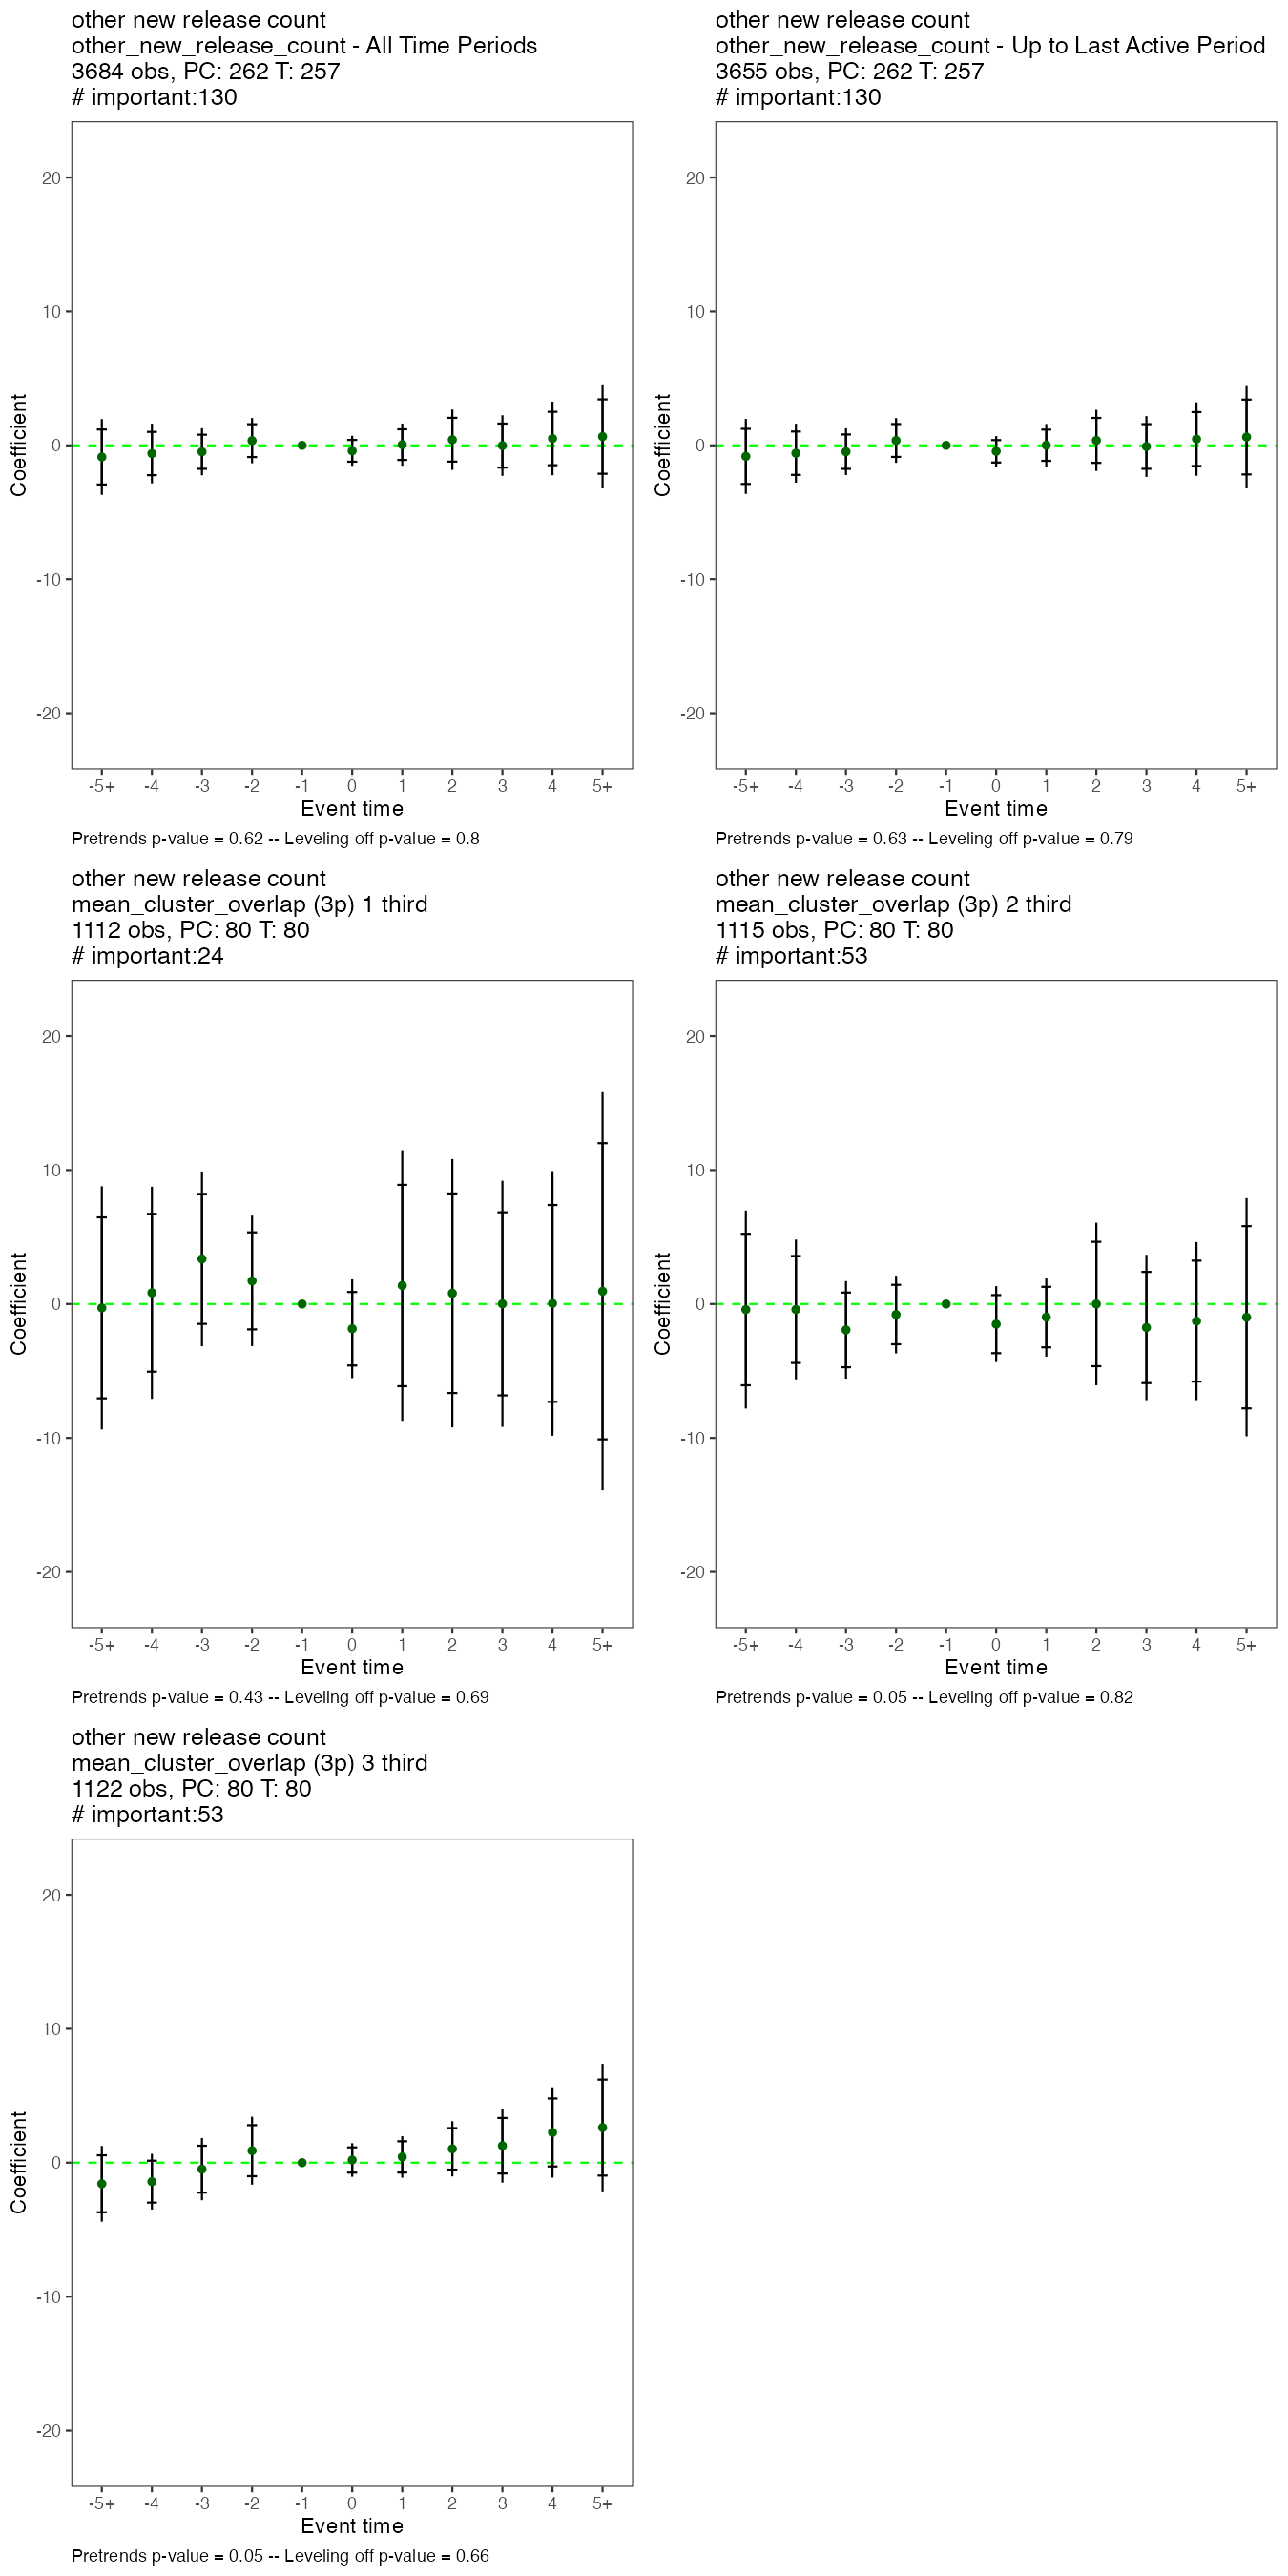 other new release count
other_new_release_count - All Time Periods
3684 obs, PC: 262 T: 257
# important:130
20
10
0
-10
-20
Coefficient
-5+ -4 -3 -2 -1 0 1 2 3 4 5+
Event time
Pretrends p-value = 0.62 -- Leveling off p-value = 0.8
other new release count
other_new_release_count - Up to Last Active Period
3655 obs, PC: 262 T: 257
# important:130
20
10
0
-10
-20
Coefficient
-5+ -4 -3 -2 -1 0 1 2 3 4 5+
Event time
Pretrends p-value = 0.63 -- Leveling off p-value = 0.79
other new release count
mean_cluster_overlap (3p) 1 third
1112 obs, PC: 80 T: 80
# important:24
20
10
0
-10
-20
Coefficient
-5+ -4 -3 -2 -1 0 1 2 3 4 5+
Event time
Pretrends p-value = 0.43 -- Leveling off p-value = 0.69
other new release count
mean_cluster_overlap (3p) 2 third
1115 obs, PC: 80 T: 80
# important:53
20
10
0
-10
-20
Coefficient
-5+ -4 -3 -2 -1 0 1 2 3 4 5+
Event time
Pretrends p-value = 0.05 -- Leveling off p-value = 0.82
other new release count
mean_cluster_overlap (3p) 3 third
1122 obs, PC: 80 T: 80
# important:53
20
10
0
-10
-20
Coefficient
-5+ -4 -3 -2 -1 0 1 2 3 4 5+
Event time
Pretrends p-value = 0.05 -- Leveling off p-value = 0.66